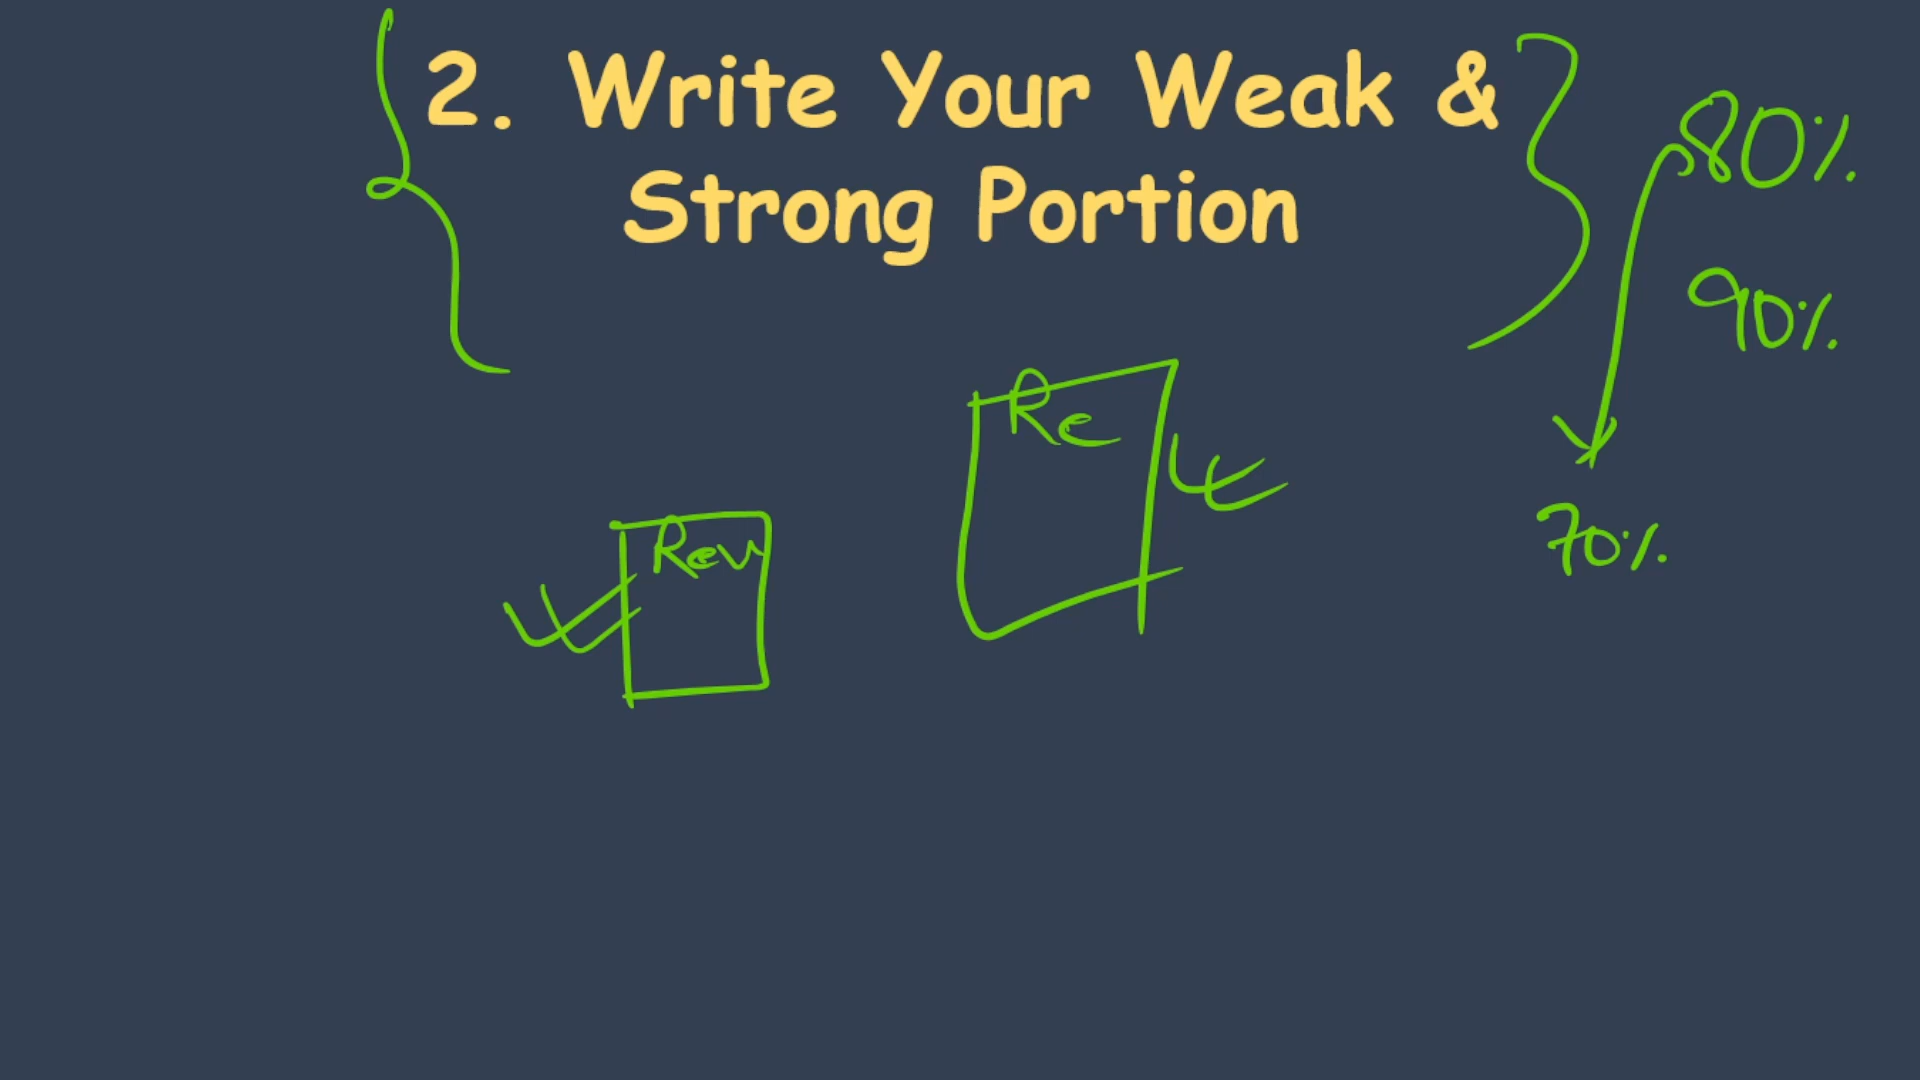 2. Write Your Weak &
Strong Portion
80%
90%
Re
Rev
70%